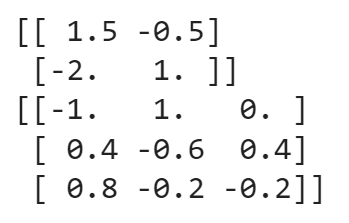 [[ 1.5 -0.5]
 [-2.   1. ]]
[[-1.   1.   0. ]
 [ 0.4 -0.6  0.4]
 [ 0.8 -0.2 -0.2]]